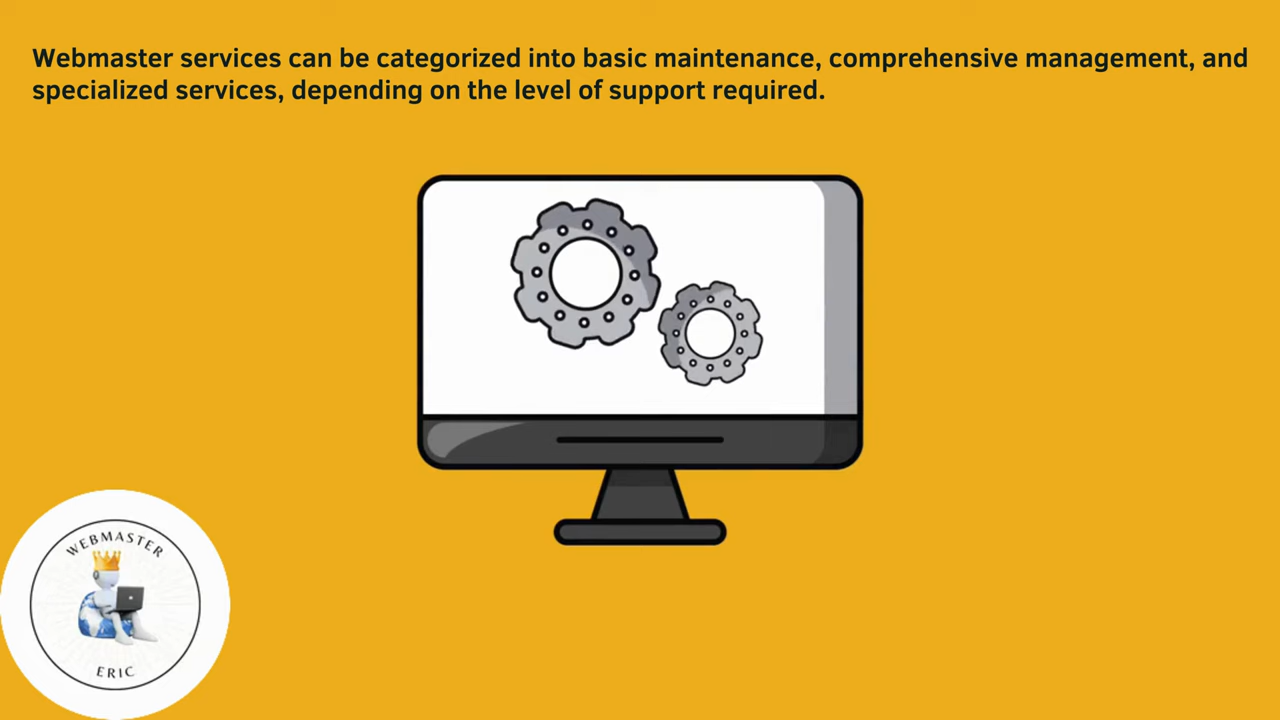 Webmaster services can be categorized into basic maintenance, comprehensive management, and
specialized services, depending on the level of support required.
WEBMASTER
ERIC